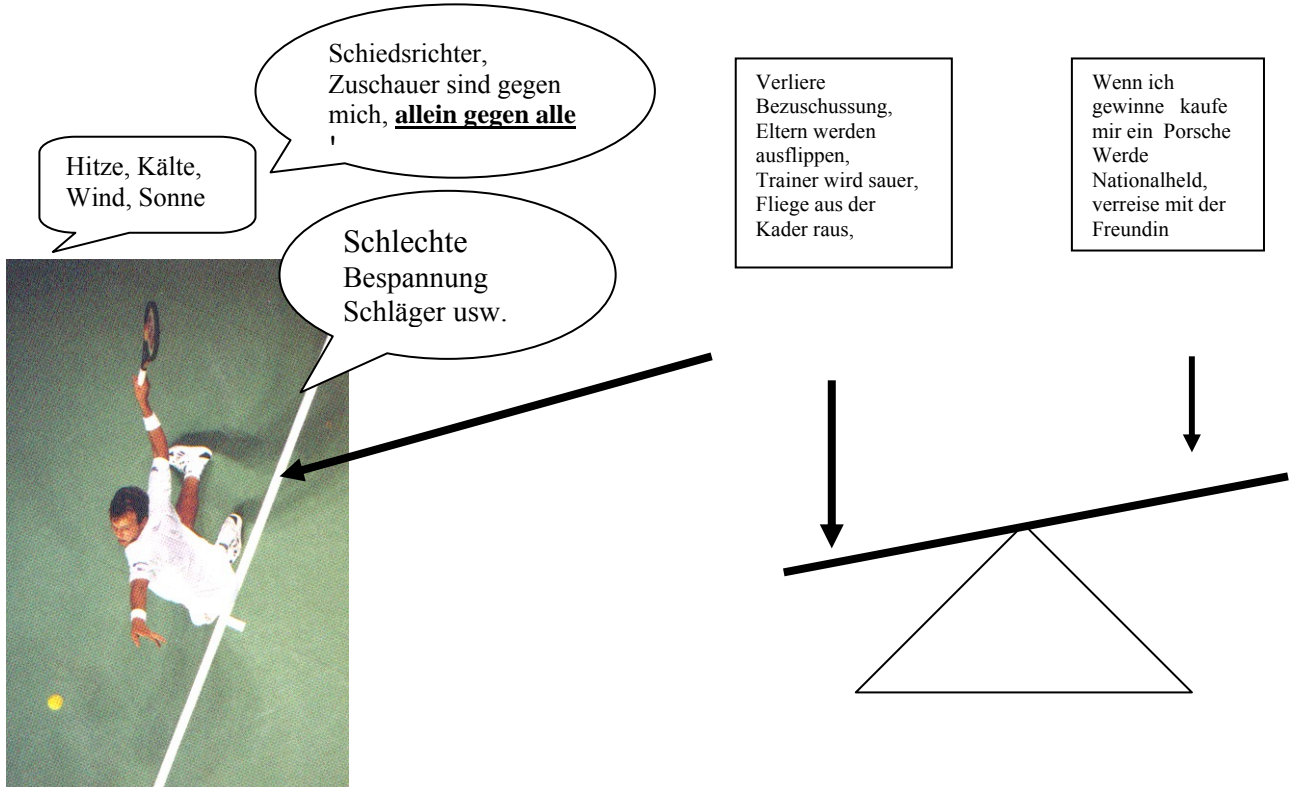 Schiedsrichter,
Zuschauer sind gegen
mich, allein gegen alle
!
Hitze, Kälte,
Wind, Sonne
Schlechte
Bespannung
Schläger usw.
Verliere
Bezuschussung,
Eltern werden
ausflippen,
Trainer wird sauer,
Fliege aus der
Kader raus,
Wenn ich
gewinne kaufe
mir ein Porsche
Werde
Nationalheld,
verreise mit der
Freundin